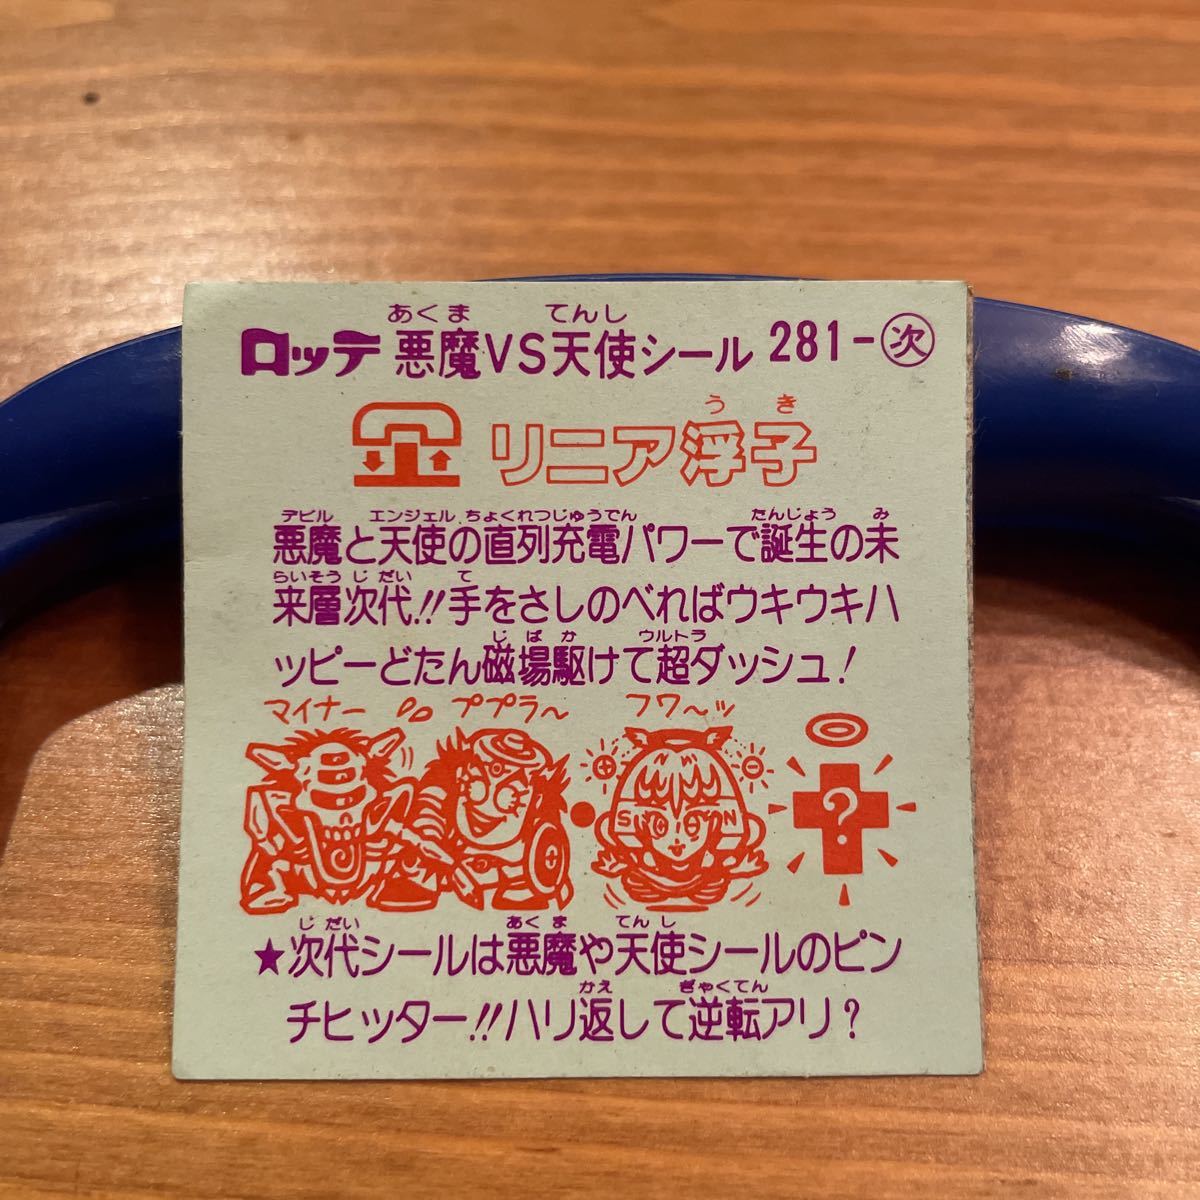 あくま てんし
ロッテ 悪魔VS天使シール 281-㊍次
うき
リニア浮子
デビル エンジェル ちょくれつじゅうでん たんじょう み
悪魔と天使の直列充電パワーで誕生の未
らいそう じだい て
来層次代!!手をさしのべればウキウキハ
じばか ウルトラ
ッピーどたん磁場駆けて超ダッシュ!
マイナー ププラ〜 フワ〜ッ
+ -
S N
?
+
じだい あくま てんし
★次代シールは悪魔や天使シールのピン
かえ ぎゃくてん
チヒッター!!ハリ返して逆転アリ?